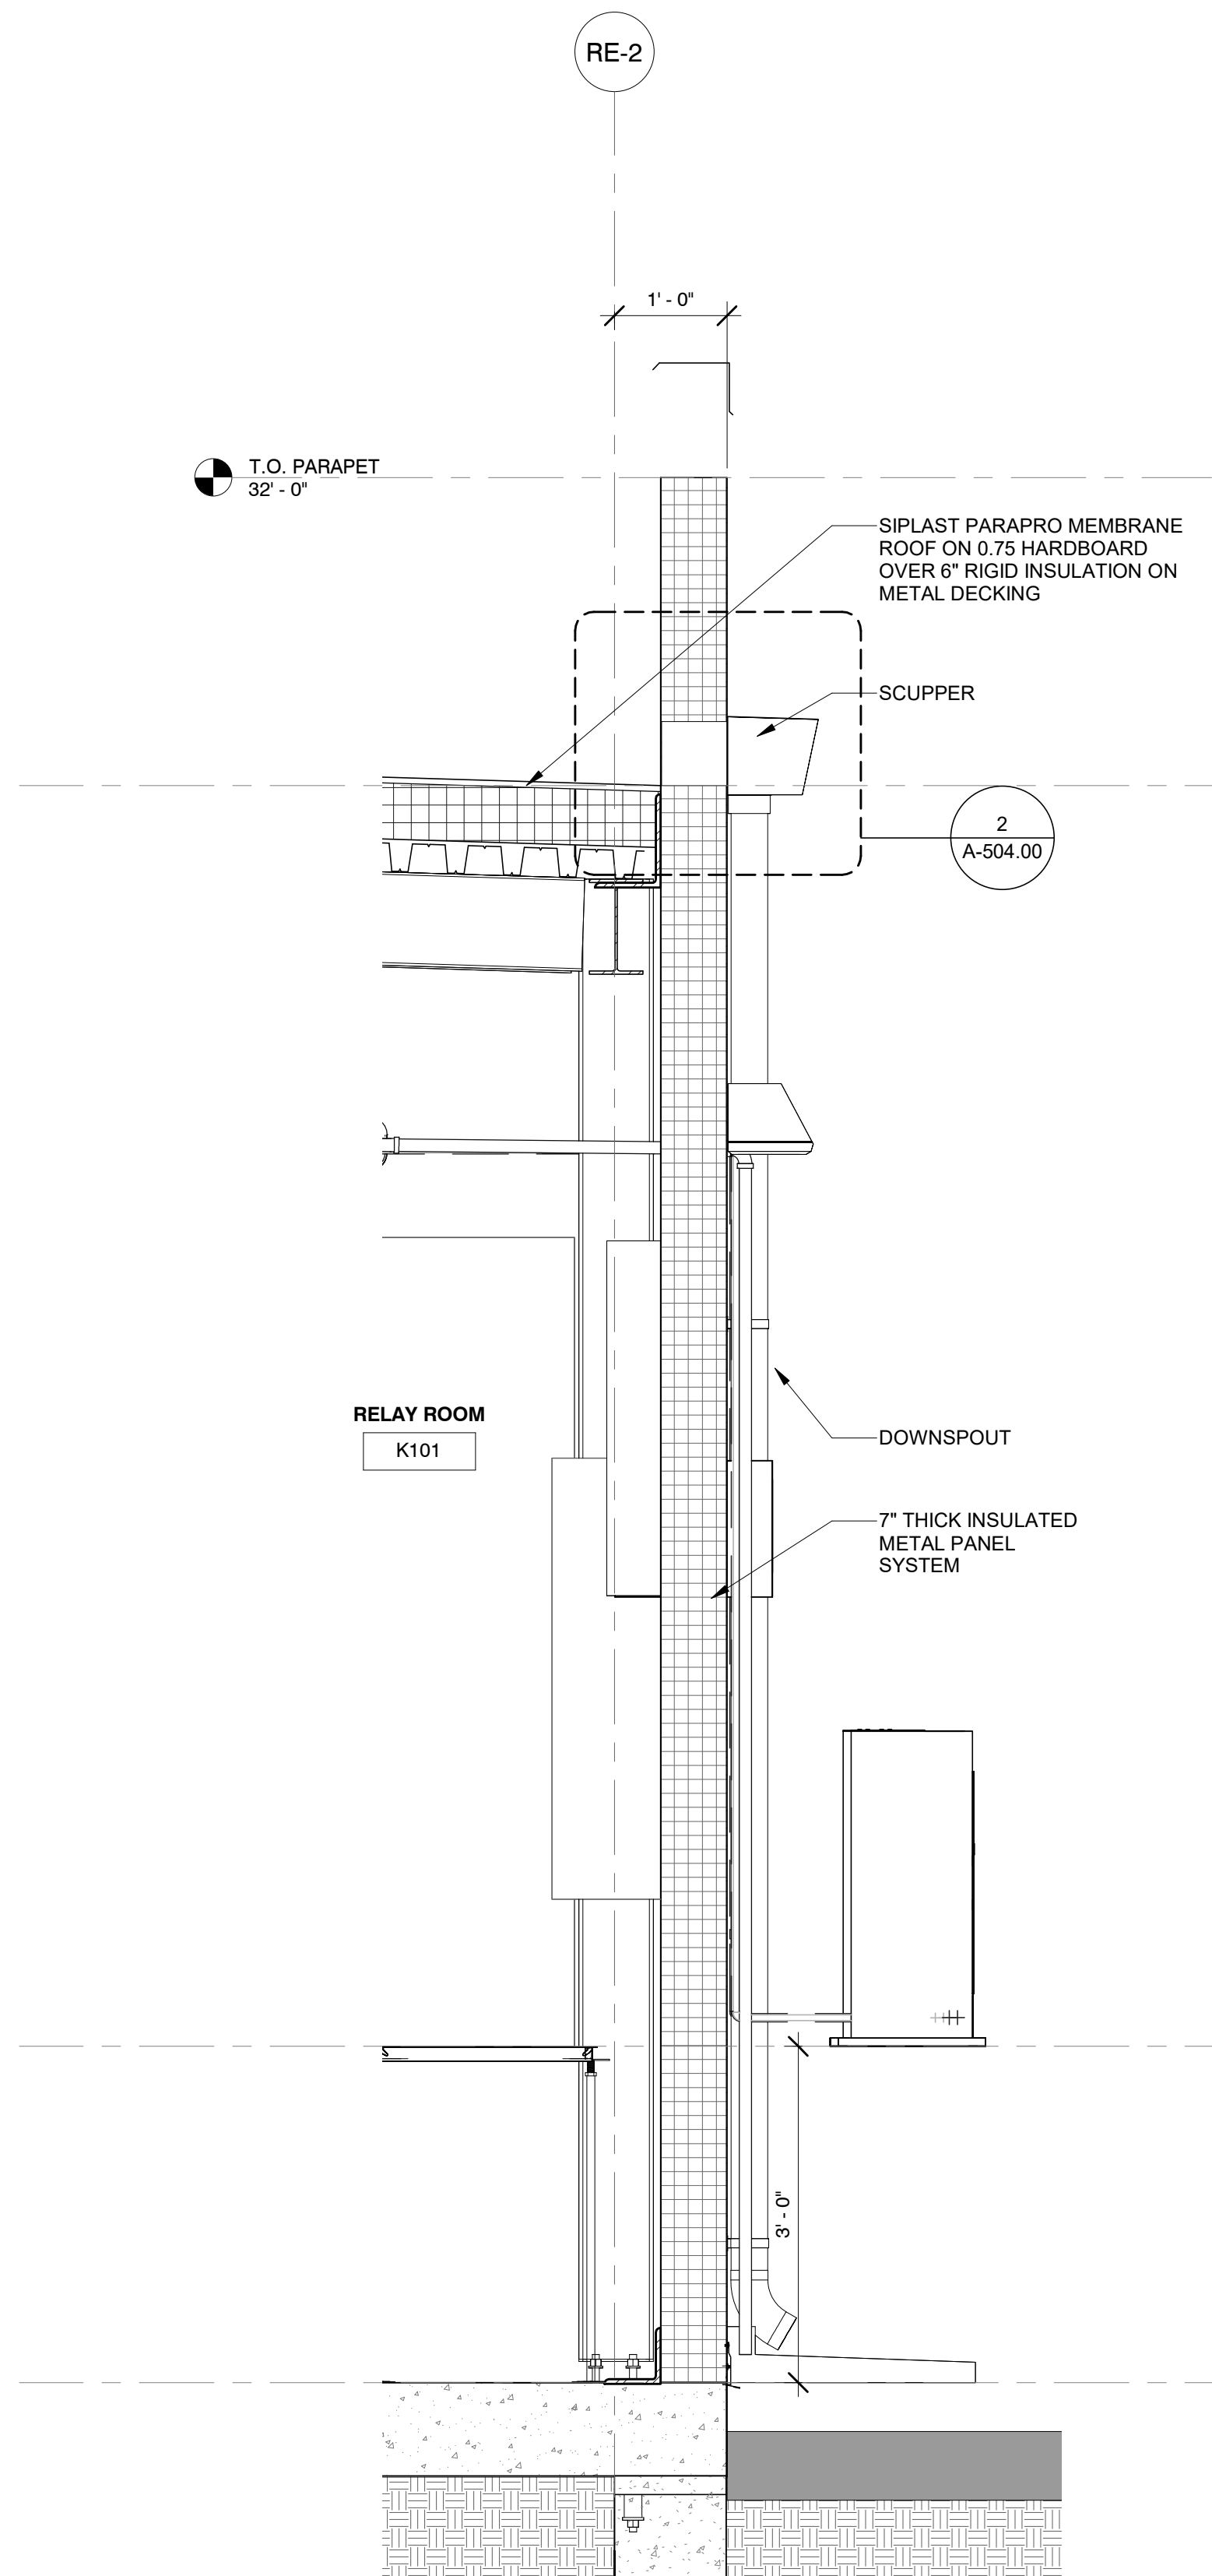 RE-2
1' - 0"
T.O. PARAPET
32' - 0"
SIPLAST PARAPRO MEMBRANE
ROOF ON 0.75 HARDBOARD
OVER 6" RIGID INSULATION ON
METAL DECKING
SCUPPER
2
A-504.00
RELAY ROOM
K101
DOWNSPOUT
7" THICK INSULATED
METAL PANEL
SYSTEM
3' - 0"